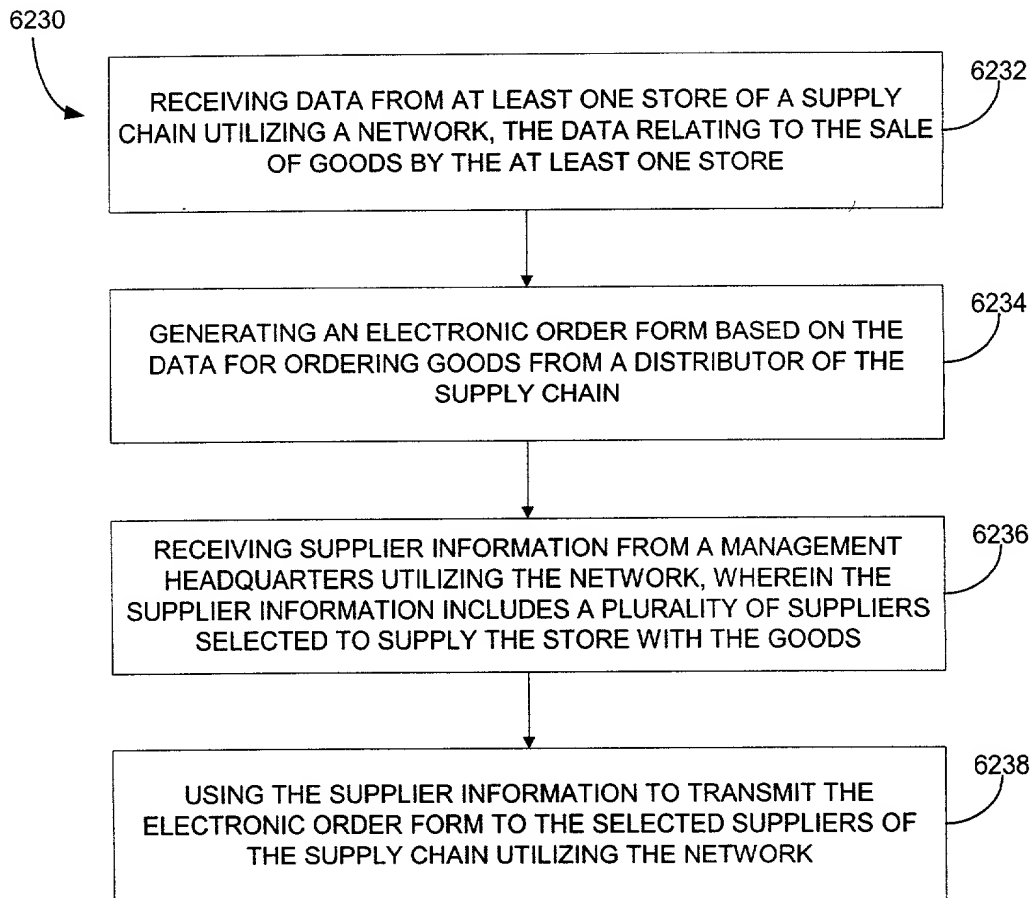 6230
6232
RECEIVING DATA FROM AT LEAST ONE STORE OF A SUPPLY
CHAIN UTILIZING A NETWORK, THE DATA RELATING TO THE SALE
OF GOODS BY THE AT LEAST ONE STORE
6234
GENERATING AN ELECTRONIC ORDER FORM BASED ON THE
DATA FOR ORDERING GOODS FROM A DISTRIBUTOR OF THE
SUPPLY CHAIN
6236
RECEIVING SUPPLIER INFORMATION FROM A MANAGEMENT
HEADQUARTERS UTILIZING THE NETWORK, WHEREIN THE
SUPPLIER INFORMATION INCLUDES A PLURALITY OF SUPPLIERS
SELECTED TO SUPPLY THE STORE WITH THE GOODS
6238
USING THE SUPPLIER INFORMATION TO TRANSMIT THE
ELECTRONIC ORDER FORM TO THE SELECTED SUPPLIERS OF
THE SUPPLY CHAIN UTILIZING THE NETWORK